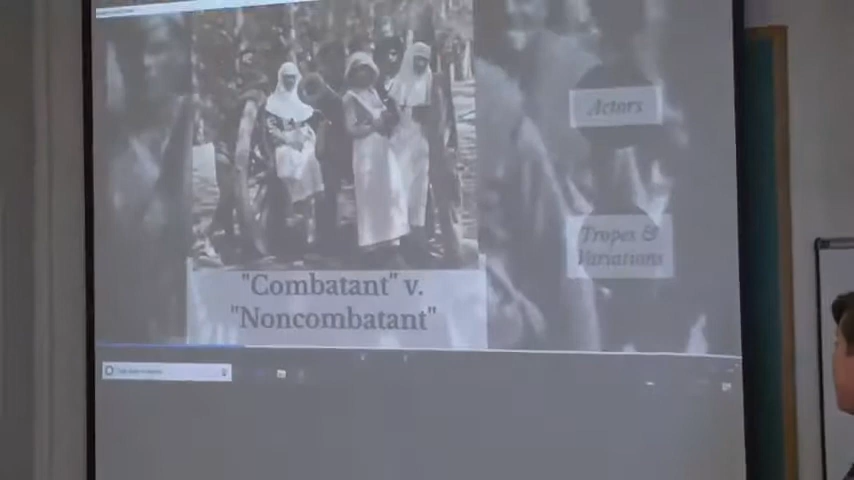 Actors
Tropes &
Variations
"Combatant" v.
"Noncombatant"